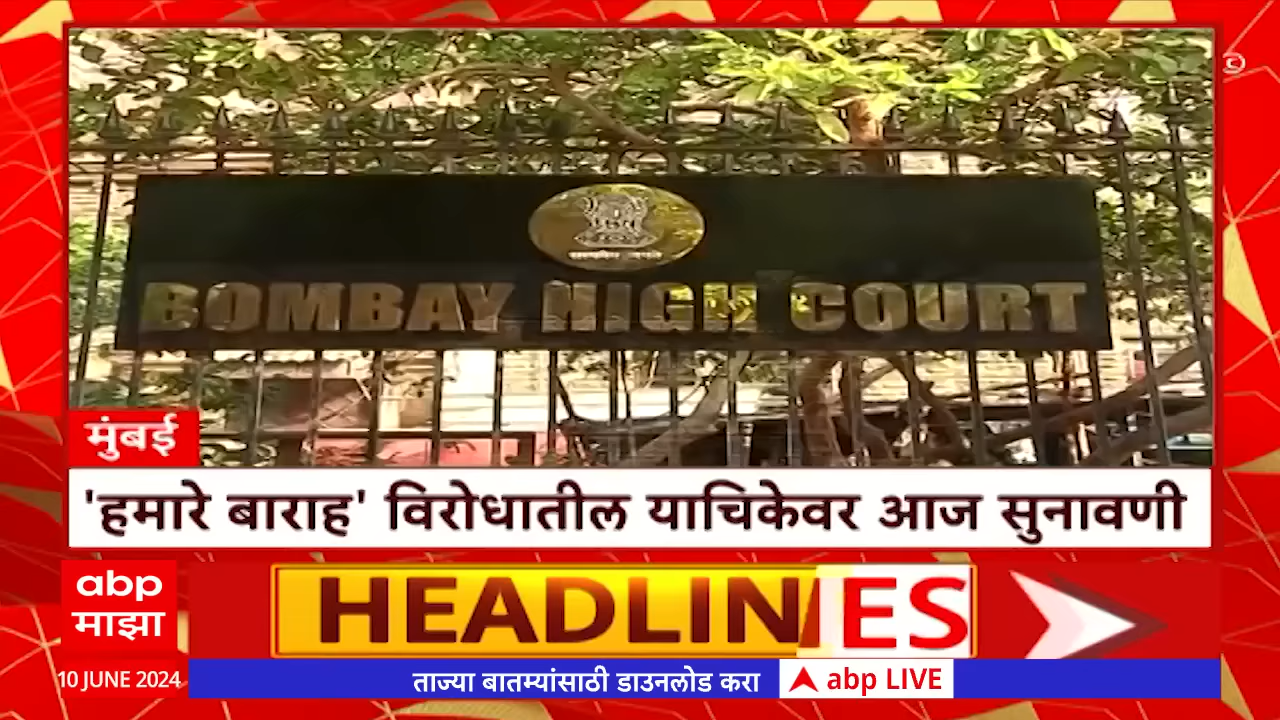 BOMBAY HIGH COURT
मुंबई
'हमारे बाराह' विरोधातील याचिकेवर आज सुनावणी
abp
माझा
HEADLINES
10 JUNE 2024
ताज्या बातम्यांसाठी डाउनलोड करा
abp LIVE